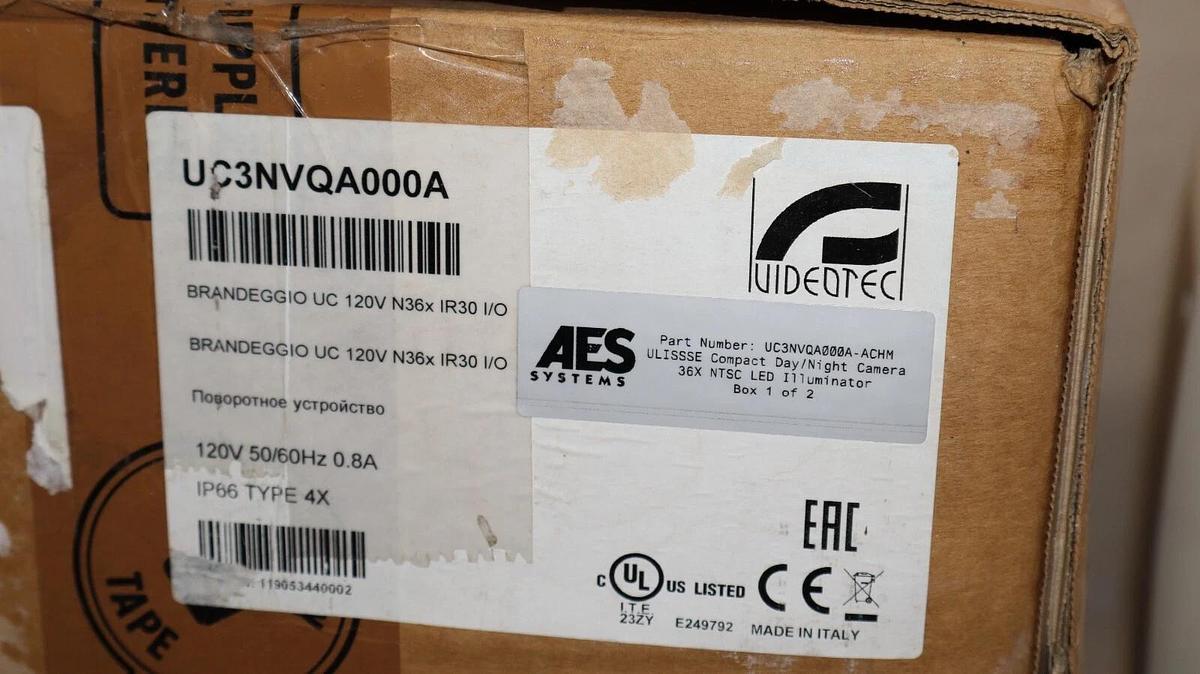 UC3NVQA000A
VIDEOTEC
BRANDEGGIO UC 120V N36x IR30 I/O
BRANDEGGIO UC 120V N36x IR30 I/O
Поворотное устройство
120V 50/60Hz 0.8A
IP66 TYPE 4X
119053440002
AES
SYSTEMS
Part Number: UC3NVQA000A-ACHM
ULISSSE Compact Day/Night Camera
36X NTSC LED Illuminator
Box 1 of 2
EAC
C UL US LISTED CE
I.T.E.
23ZY
E249792
MADE IN ITALY
TAPE